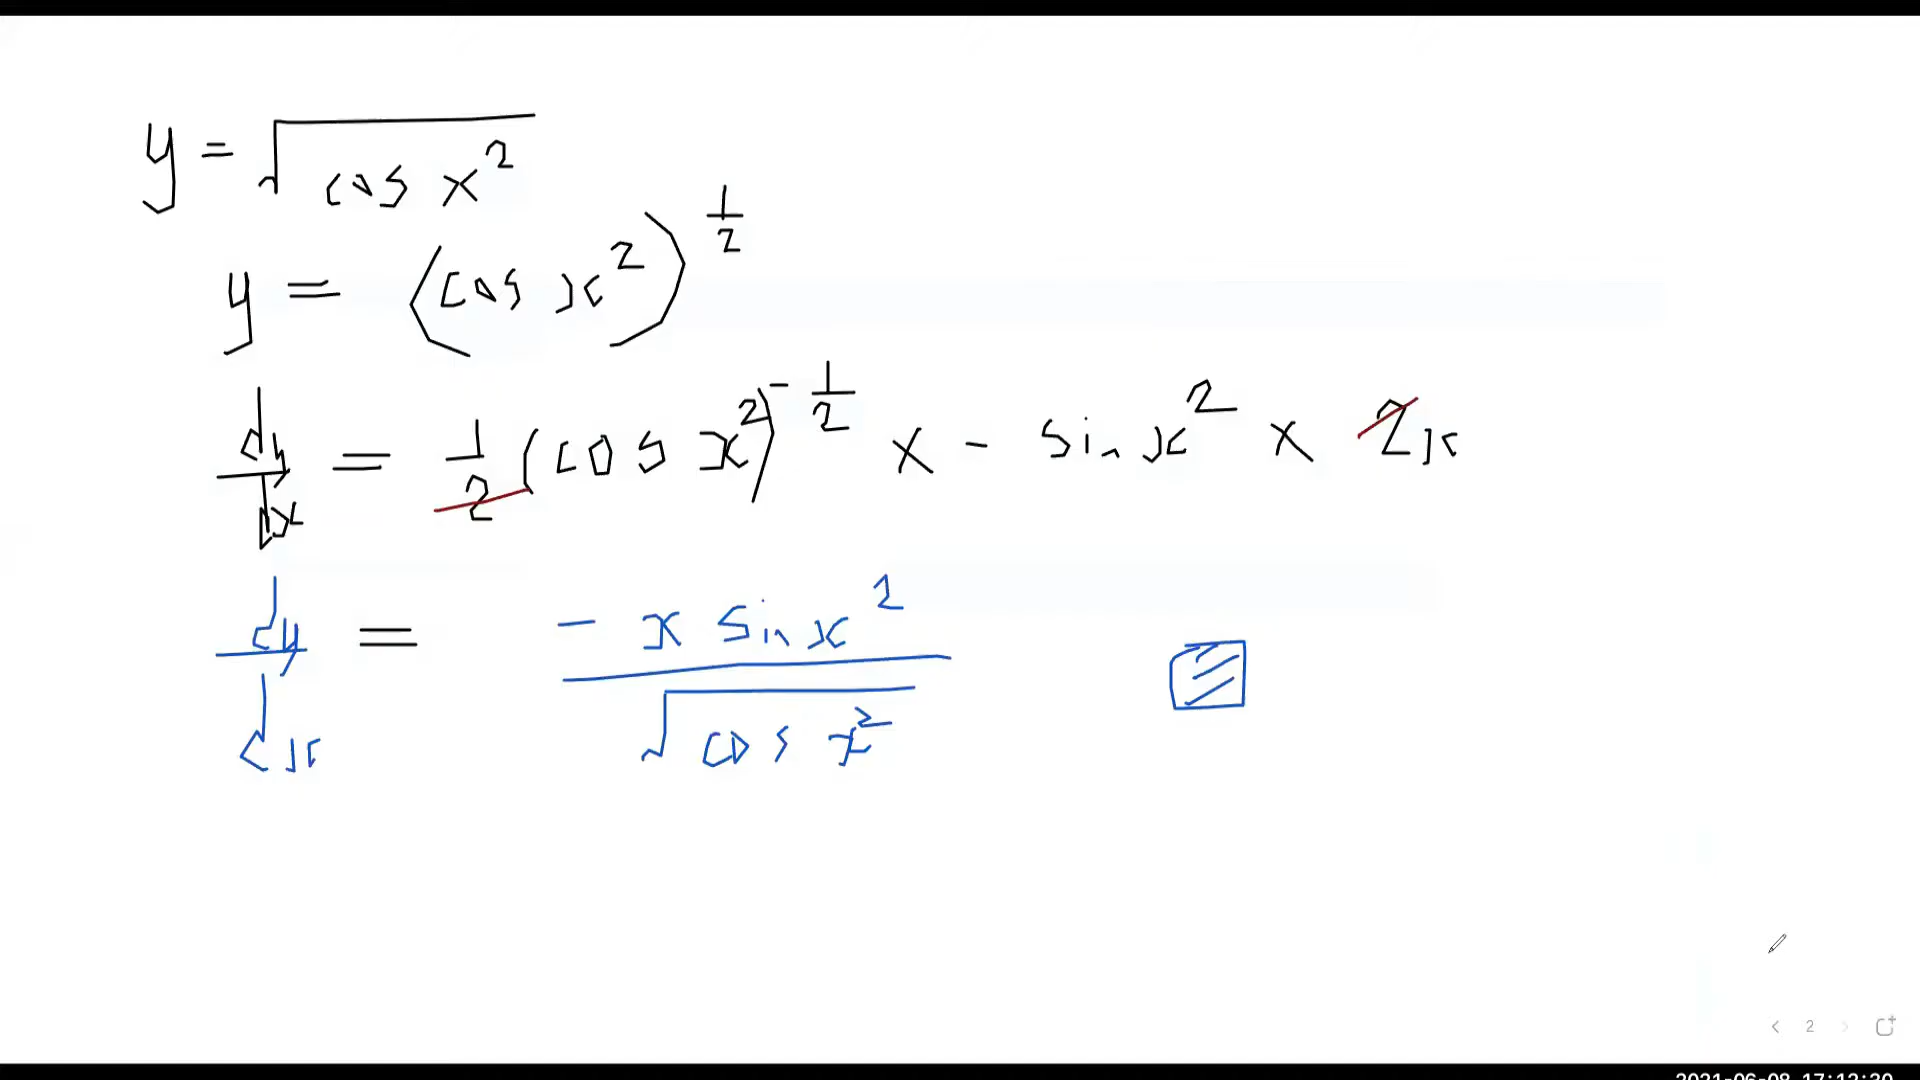 y = √cos x²
y = (cos x²)^1/2
dy/dx = 1/2 (cos x²)^-1/2 x - sin x² x 2x
dy/dx = - x sin x² / √cos x²
2